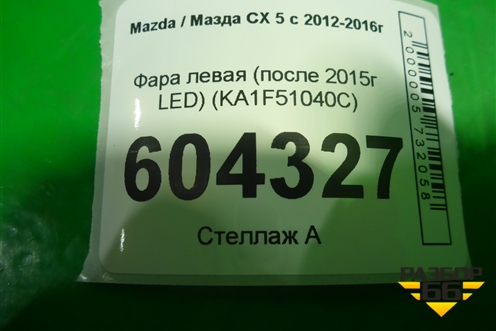 Mazda / Мазда CX 5 с 2012-2016г
Фара левая (после 2015г
LED) (KA1F51040C)
604327
Стеллаж А
2000005732058
РАЗБОР
66